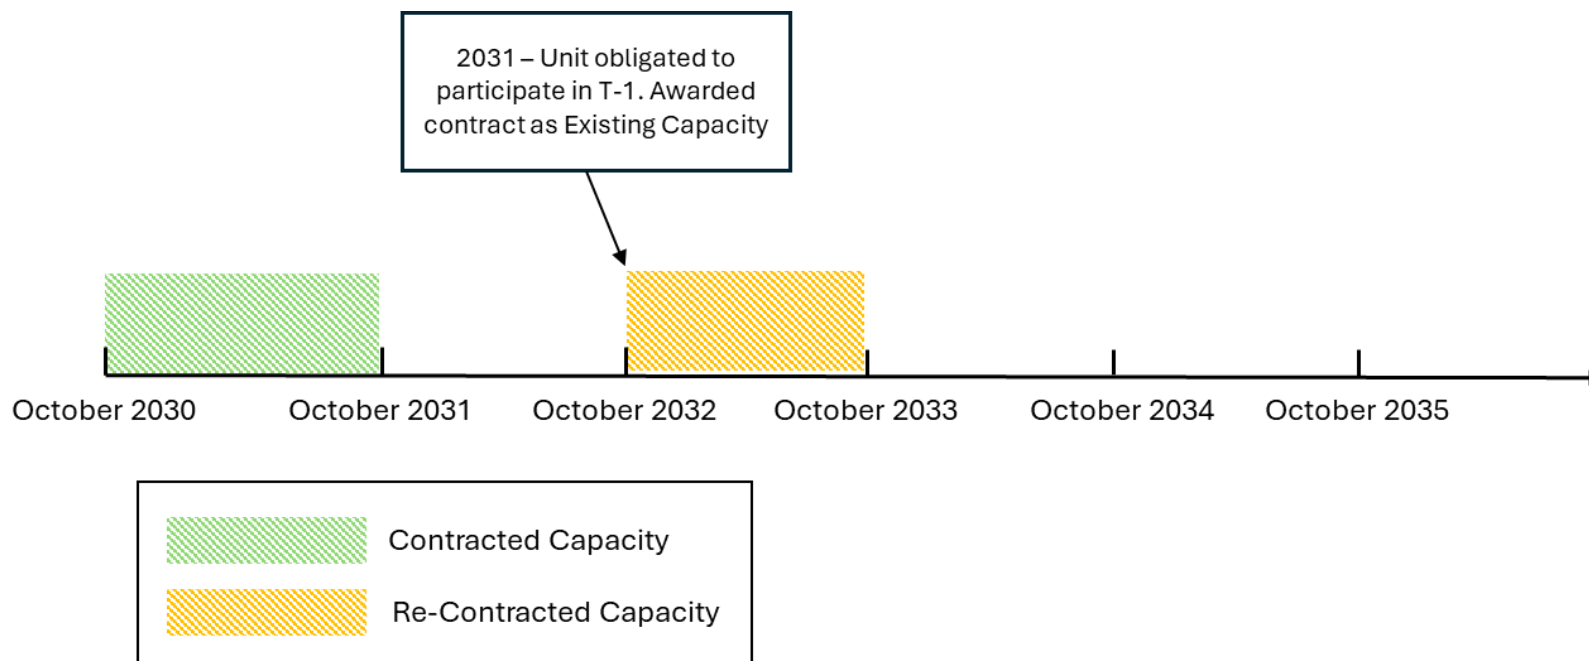 2031 – Unit obligated to
participate in T-1. Awarded
contract as Existing Capacity
October 2030
October 2031
October 2032
October 2033
October 2034
October 2035
Contracted Capacity
Re-Contracted Capacity